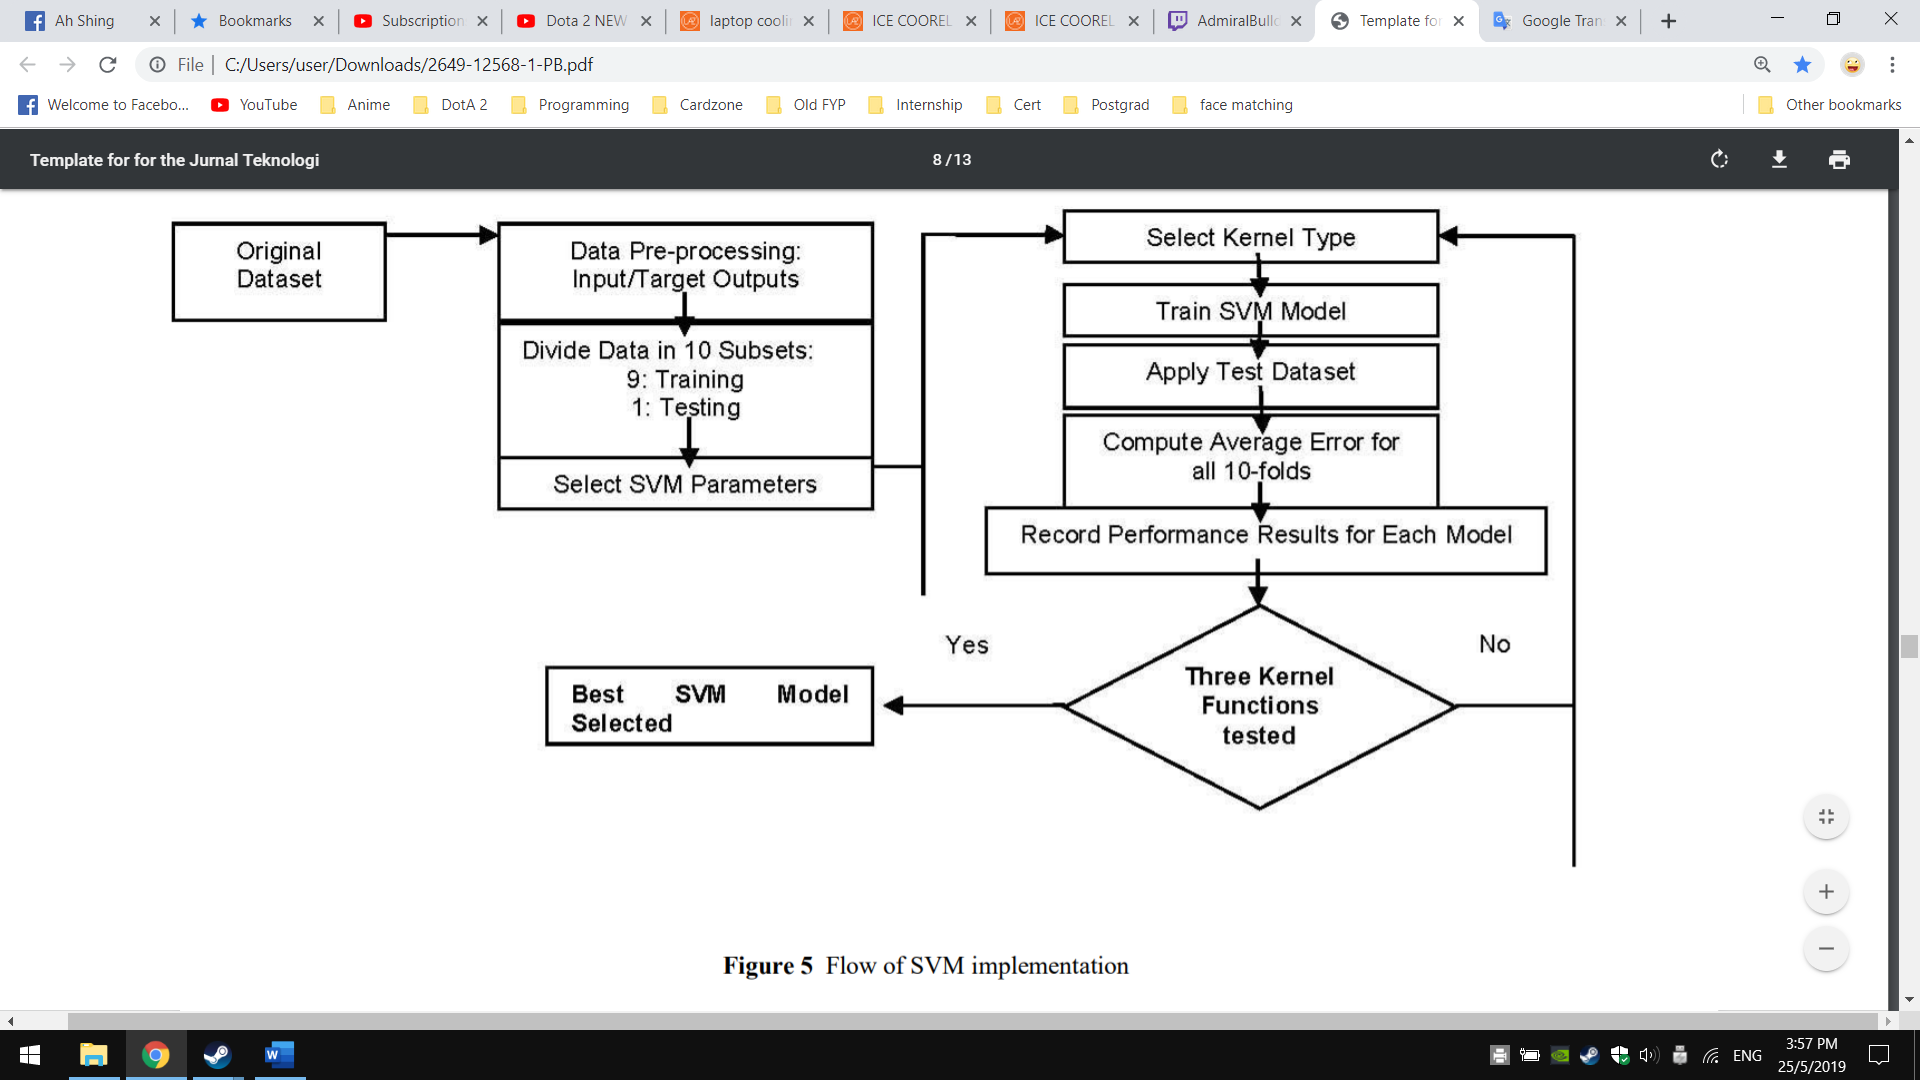 Ah Shing
Bookmarks
Subscription
Dota 2 NEW
laptop cooli
ICE COOREL
ICE COOREL
AdmiralBulld
Template fo
Google Tran
File
C:/Users/user/Downloads/2649-12568-1-PB.pdf
Welcome to Facebo...
YouTube
Anime
DotA 2
Programming
Cardzone
Old FYP
Internship
Cert
Postgrad
face matching
Other bookmarks
Template for for the Jurnal Teknologi
8 / 13
Original
Dataset
Data Pre-processing:
Input/Target Outputs
Divide Data in 10 Subsets:
9: Training
1: Testing
Select SVM Parameters
Select Kernel Type
Train SVM Model
Apply Test Dataset
Compute Average Error for
all 10-folds
Record Performance Results for Each Model
Yes
No
Three Kernel
Functions
tested
Best SVM Model
Selected
Figure 5 Flow of SVM implementation
ENG
3:57 PM
25/5/2019